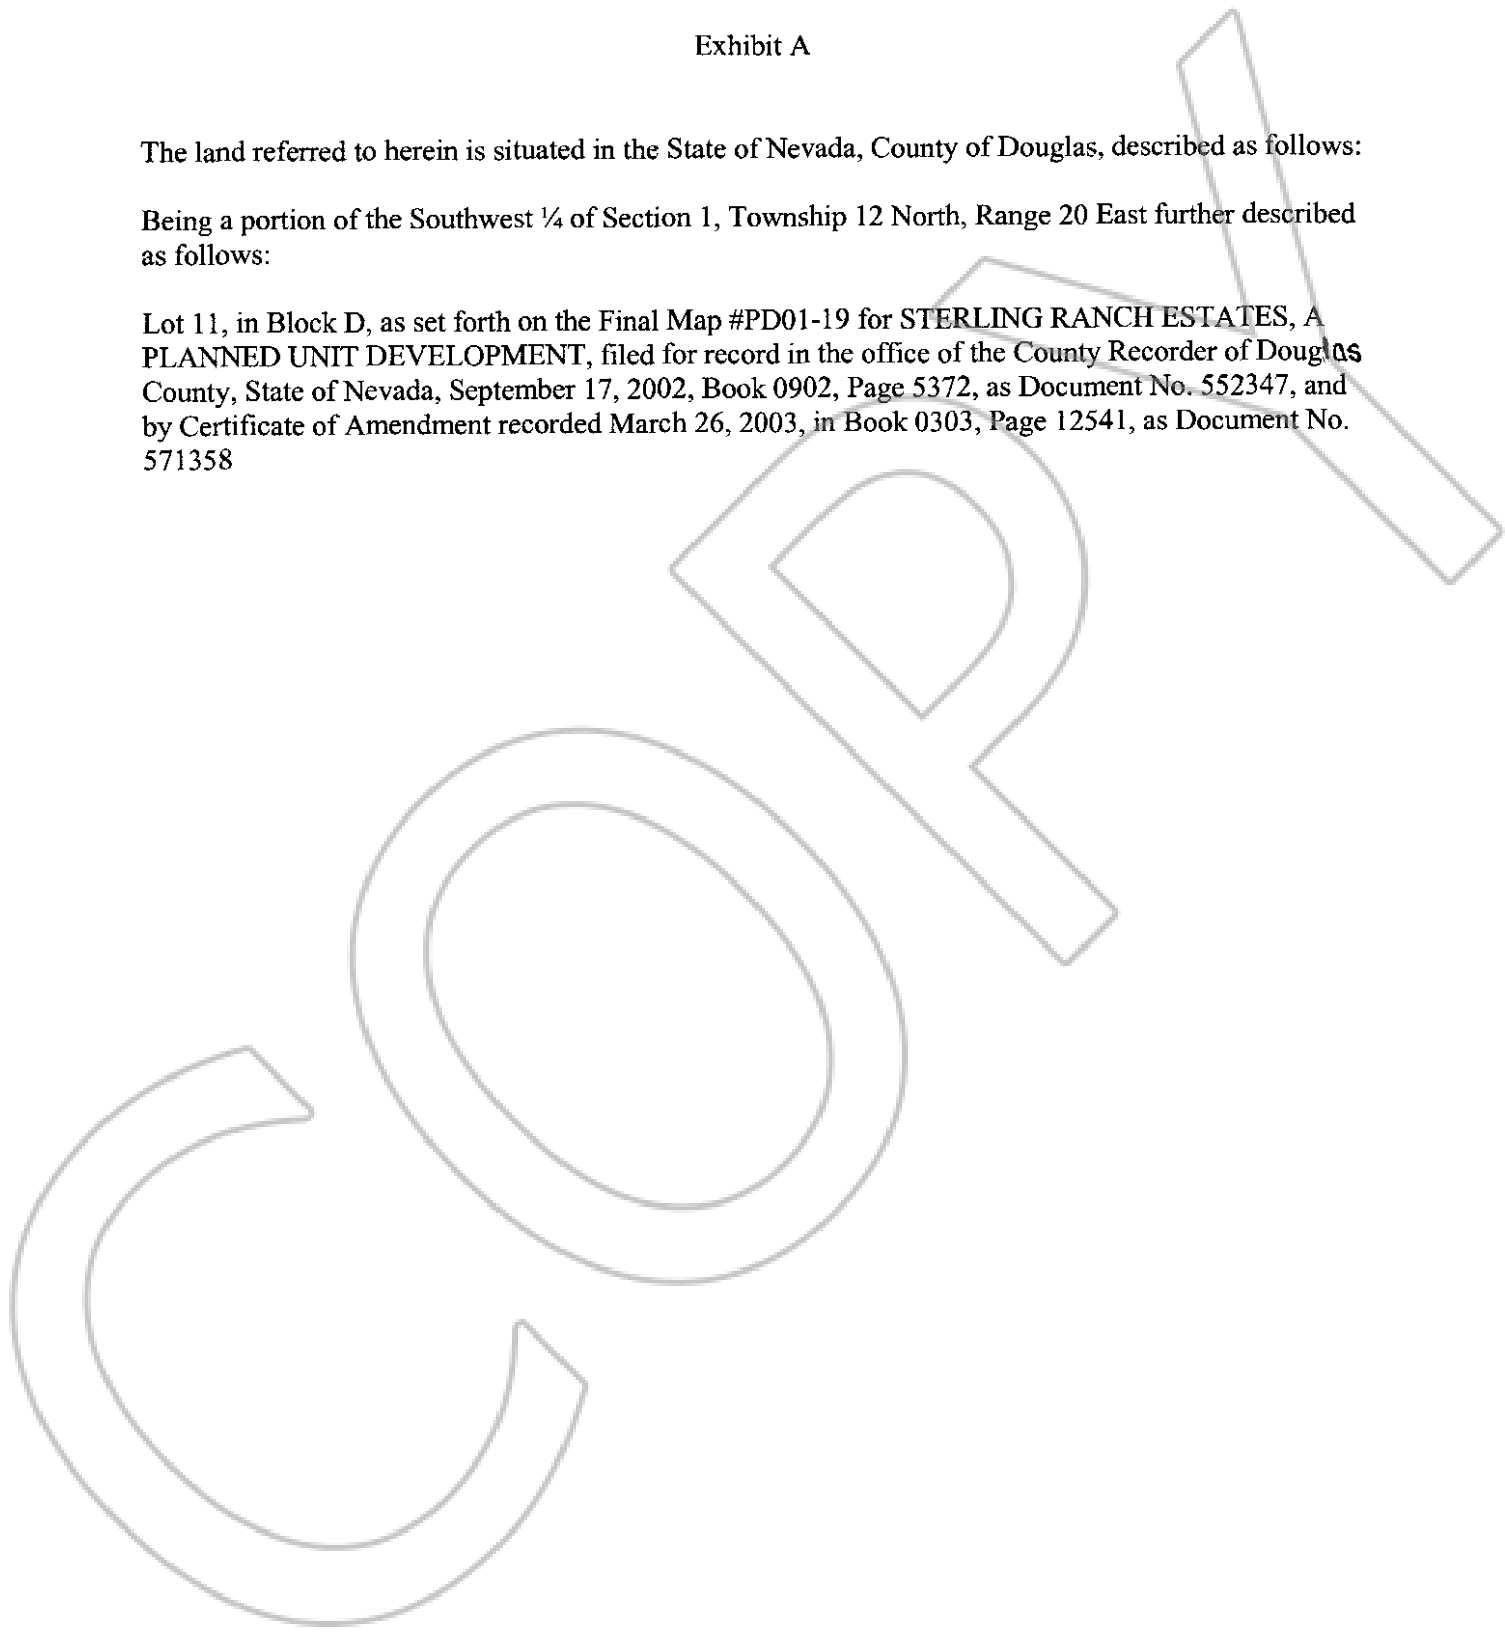 Exhibit A
The land referred to herein is situated in the State of Nevada, County of Douglas, described as follows:
Being a portion of the Southwest ¼ of Section 1, Township 12 North, Range 20 East further described
as follows:
Lot 11, in Block D, as set forth on the Final Map #PD01-19 for STERLING RANCH ESTATES, A
PLANNED UNIT DEVELOPMENT, filed for record in the office of the County Recorder of Douglas
County, State of Nevada, September 17, 2002, Book 0902, Page 5372, as Document No. 552347, and
by Certificate of Amendment recorded March 26, 2003, in Book 0303, Page 12541, as Document No.
571358
COPY